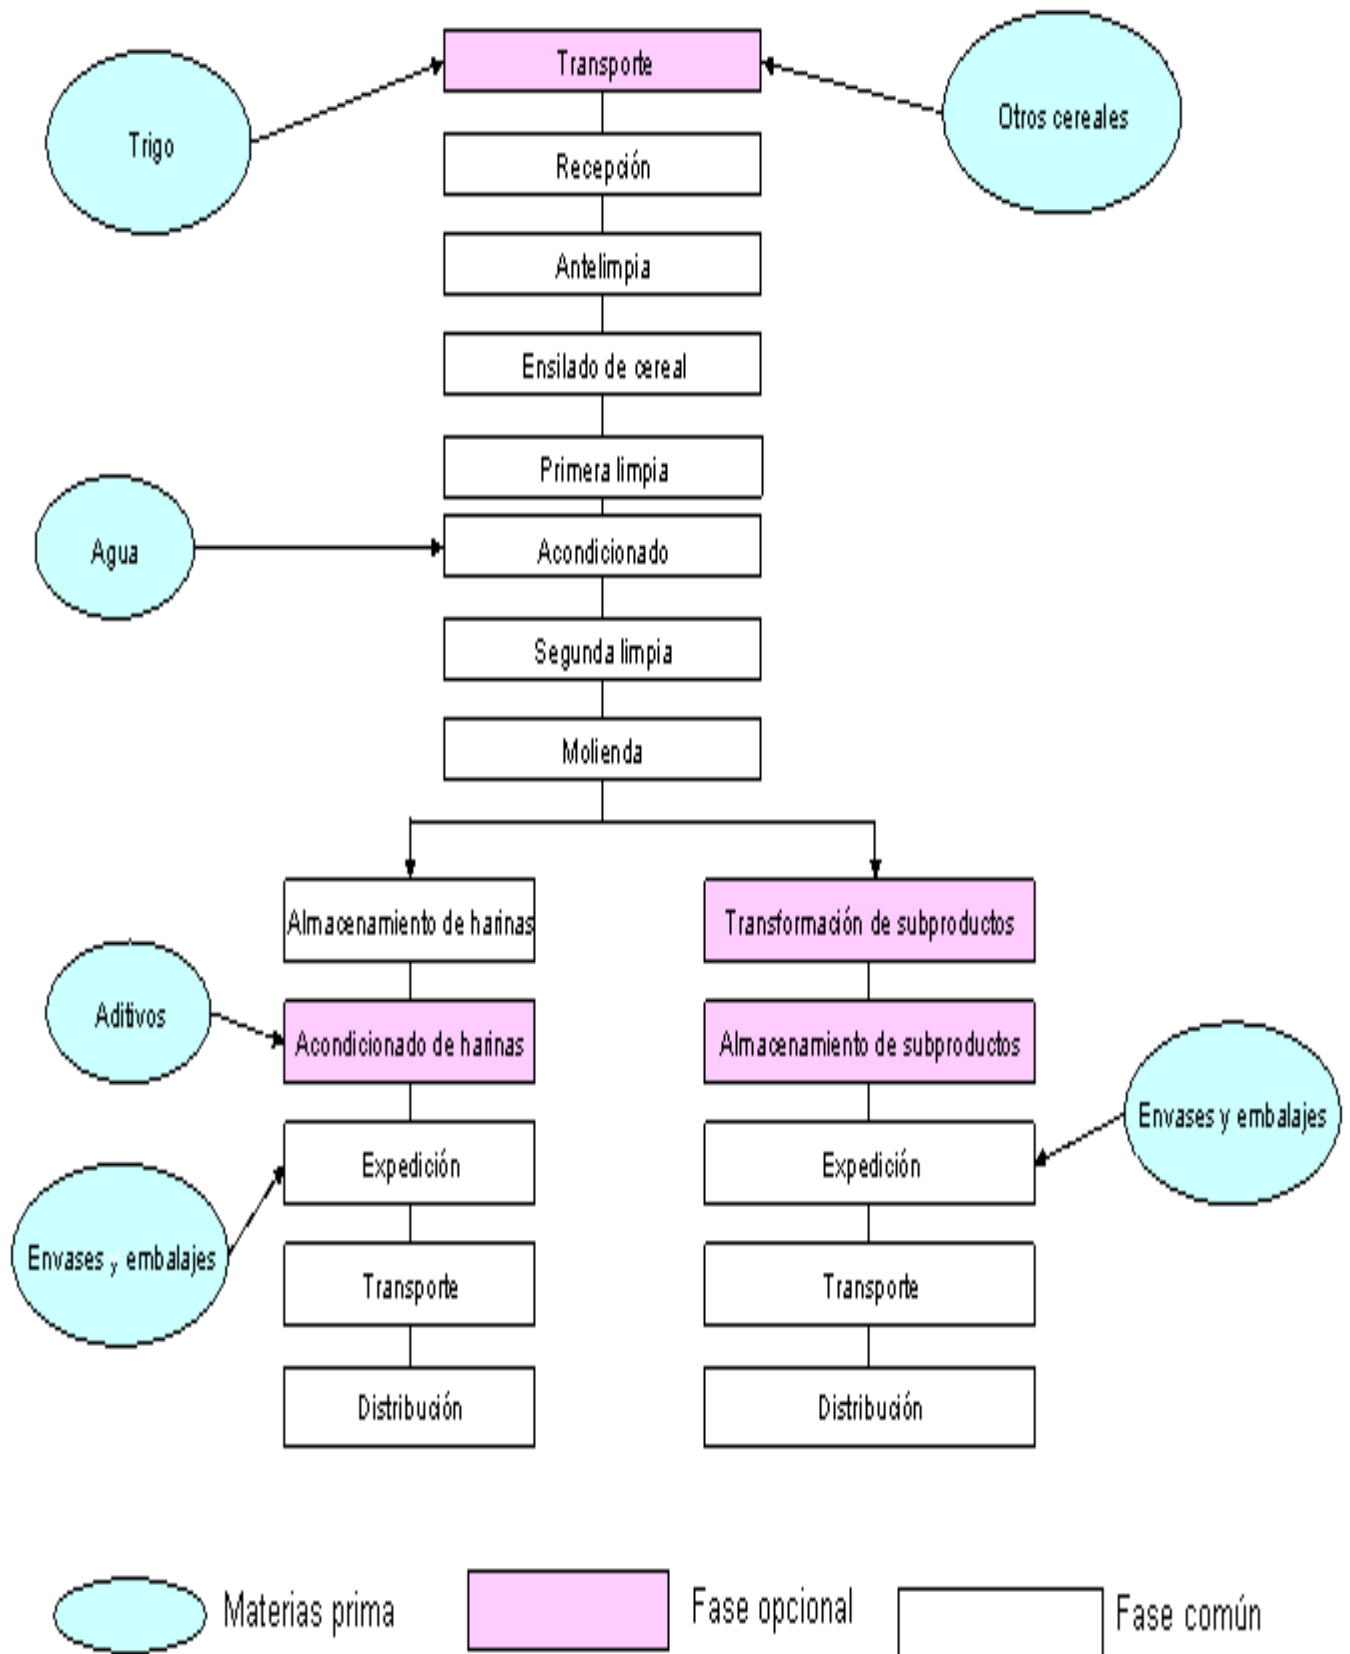 Transporte
Otros cereales
Trigo
Recepción
Antelimpia
Ensilado de cereal
Primera limpia
Agua
Acondicionado
Segunda limpia
Molienda
Almacenamiento de harinas
Transformación de subproductos
Aditivos
Acondicionado de harinas
Almacenamiento de subproductos
Envases y embalajes
Expedición
Expedición
Envases y embalajes
Transporte
Transporte
Distribución
Distribución
Materias prima
Fase opcional
Fase común